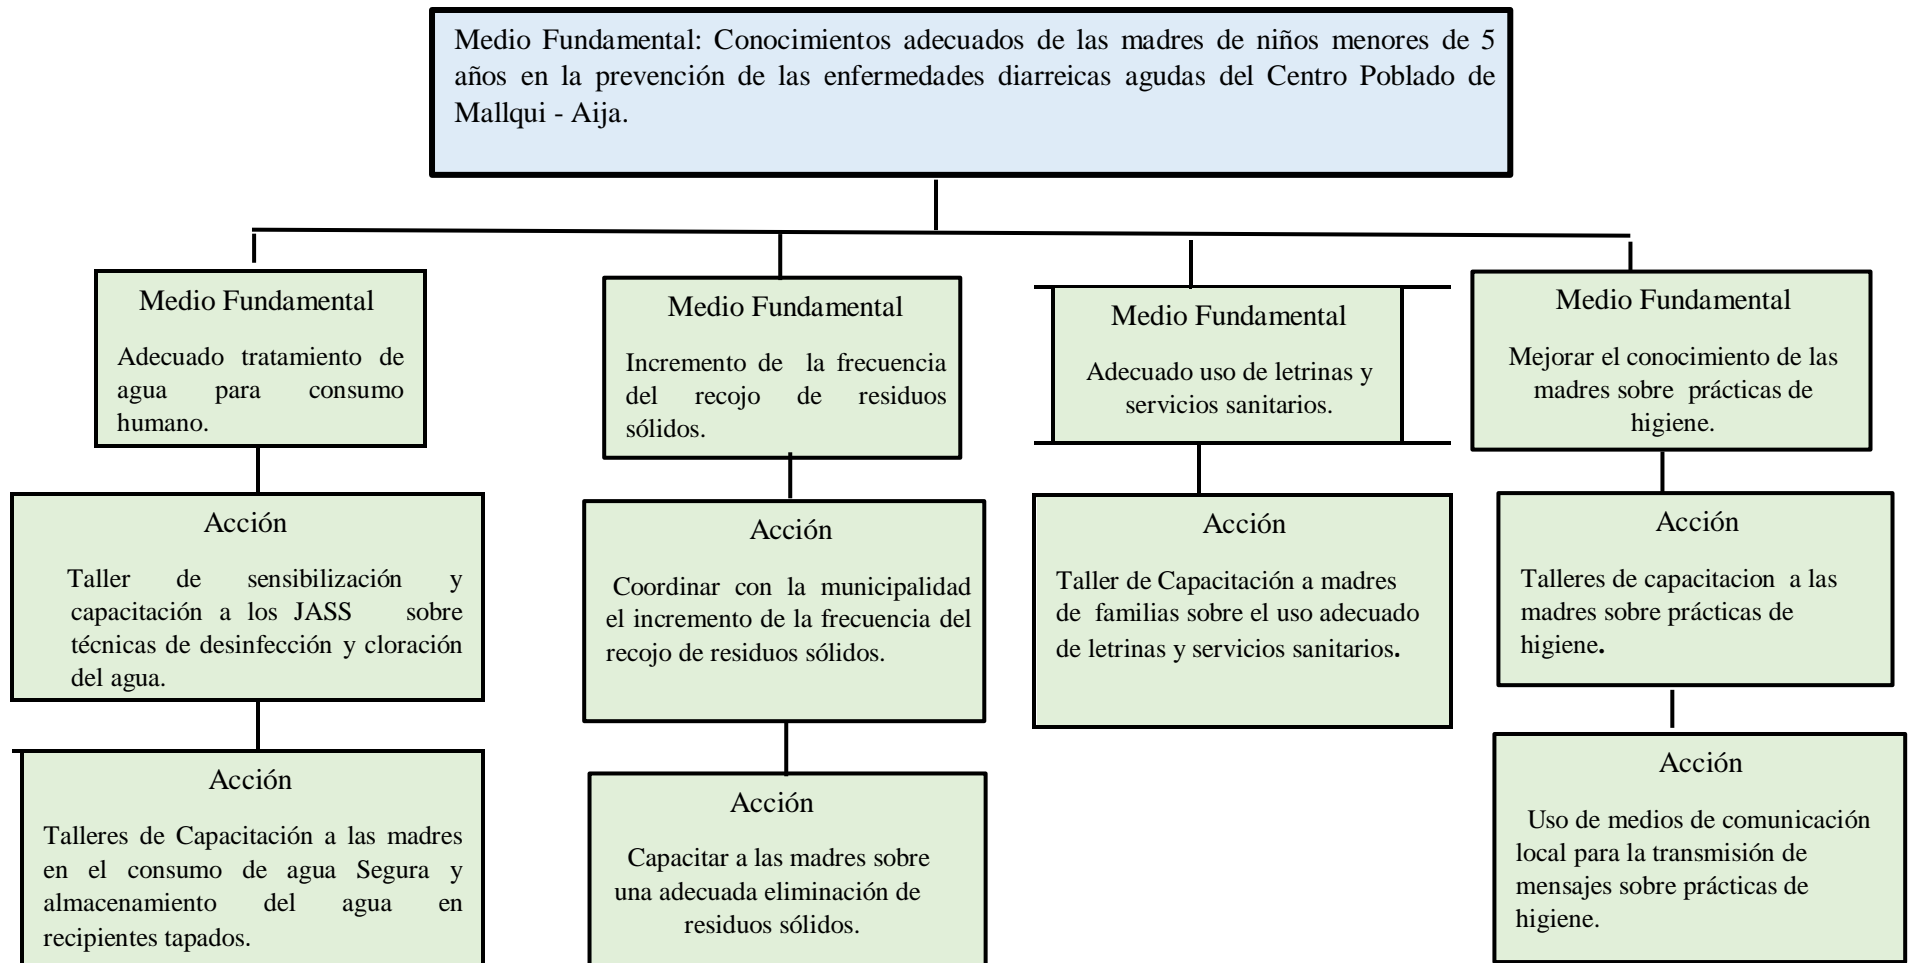 Medio Fundamental: Conocimientos adecuados de las madres de niños menores de 5
años en la prevención de las enfermedades diarreicas agudas del Centro Poblado de
Mallqui - Aija.
Medio Fundamental
Adecuado tratamiento de
agua para consumo
humano.
Medio Fundamental
Incremento de la frecuencia
del recojo de residuos
sólidos.
Medio Fundamental
Adecuado uso de letrinas y
servicios sanitarios.
Medio Fundamental
Mejorar el conocimiento de las
madres sobre prácticas de
higiene.
Acción
Taller de sensibilización y
capacitación a los JASS sobre
técnicas de desinfección y cloración
del agua.
Acción
Coordinar con la municipalidad
el incremento de la frecuencia del
recojo de residuos sólidos.
Acción
Taller de Capacitación a madres
de familias sobre el uso adecuado
de letrinas y servicios sanitarios.
Acción
Talleres de capacitacion a las
madres sobre prácticas de
higiene.
Acción
Talleres de Capacitación a las madres
en el consumo de agua Segura y
almacenamiento del agua en
recipientes tapados.
Acción
Capacitar a las madres sobre
una adecuada eliminación de
residuos sólidos.
Acción
Uso de medios de comunicación
local para la transmisión de
mensajes sobre prácticas de
higiene.